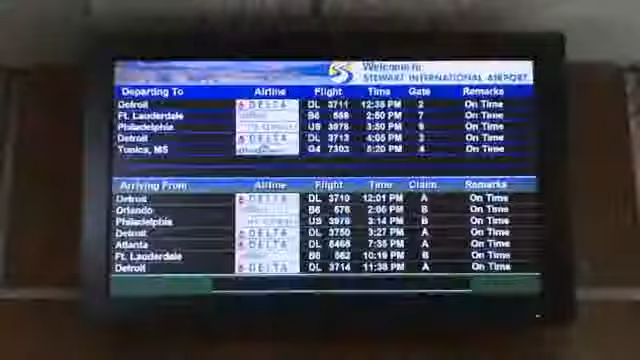 Welcome to
STEWART INTERNATIONAL AIRPORT
Departing To Airline Flight Time Gate Remarks
Detroit DELTA DL 3711 12:35 PM 2 On Time
Ft. Lauderdale B6 559 2:50 PM 7 On Time
Philadelphia US 3:50 PM On Time
Detroit DELTA DL 3713 4:05 PM On Time
Tunica, MS G4 7303 5:20 PM 4 On Time
Arriving From Airline Flight Time Claim Remarks
Detroit DELTA DL 3710 12:01 PM A On Time
Orlando B6 576 2:06 PM B On Time
Philadelphia US 3:14 PM B On Time
Detroit DELTA DL 3750 3:27 PM A On Time
Atlanta DELTA DL 7:35 PM A On Time
Ft. Lauderdale B6 562 10:19 PM B On Time
Detroit DELTA DL 3714 11:38 PM A On Time